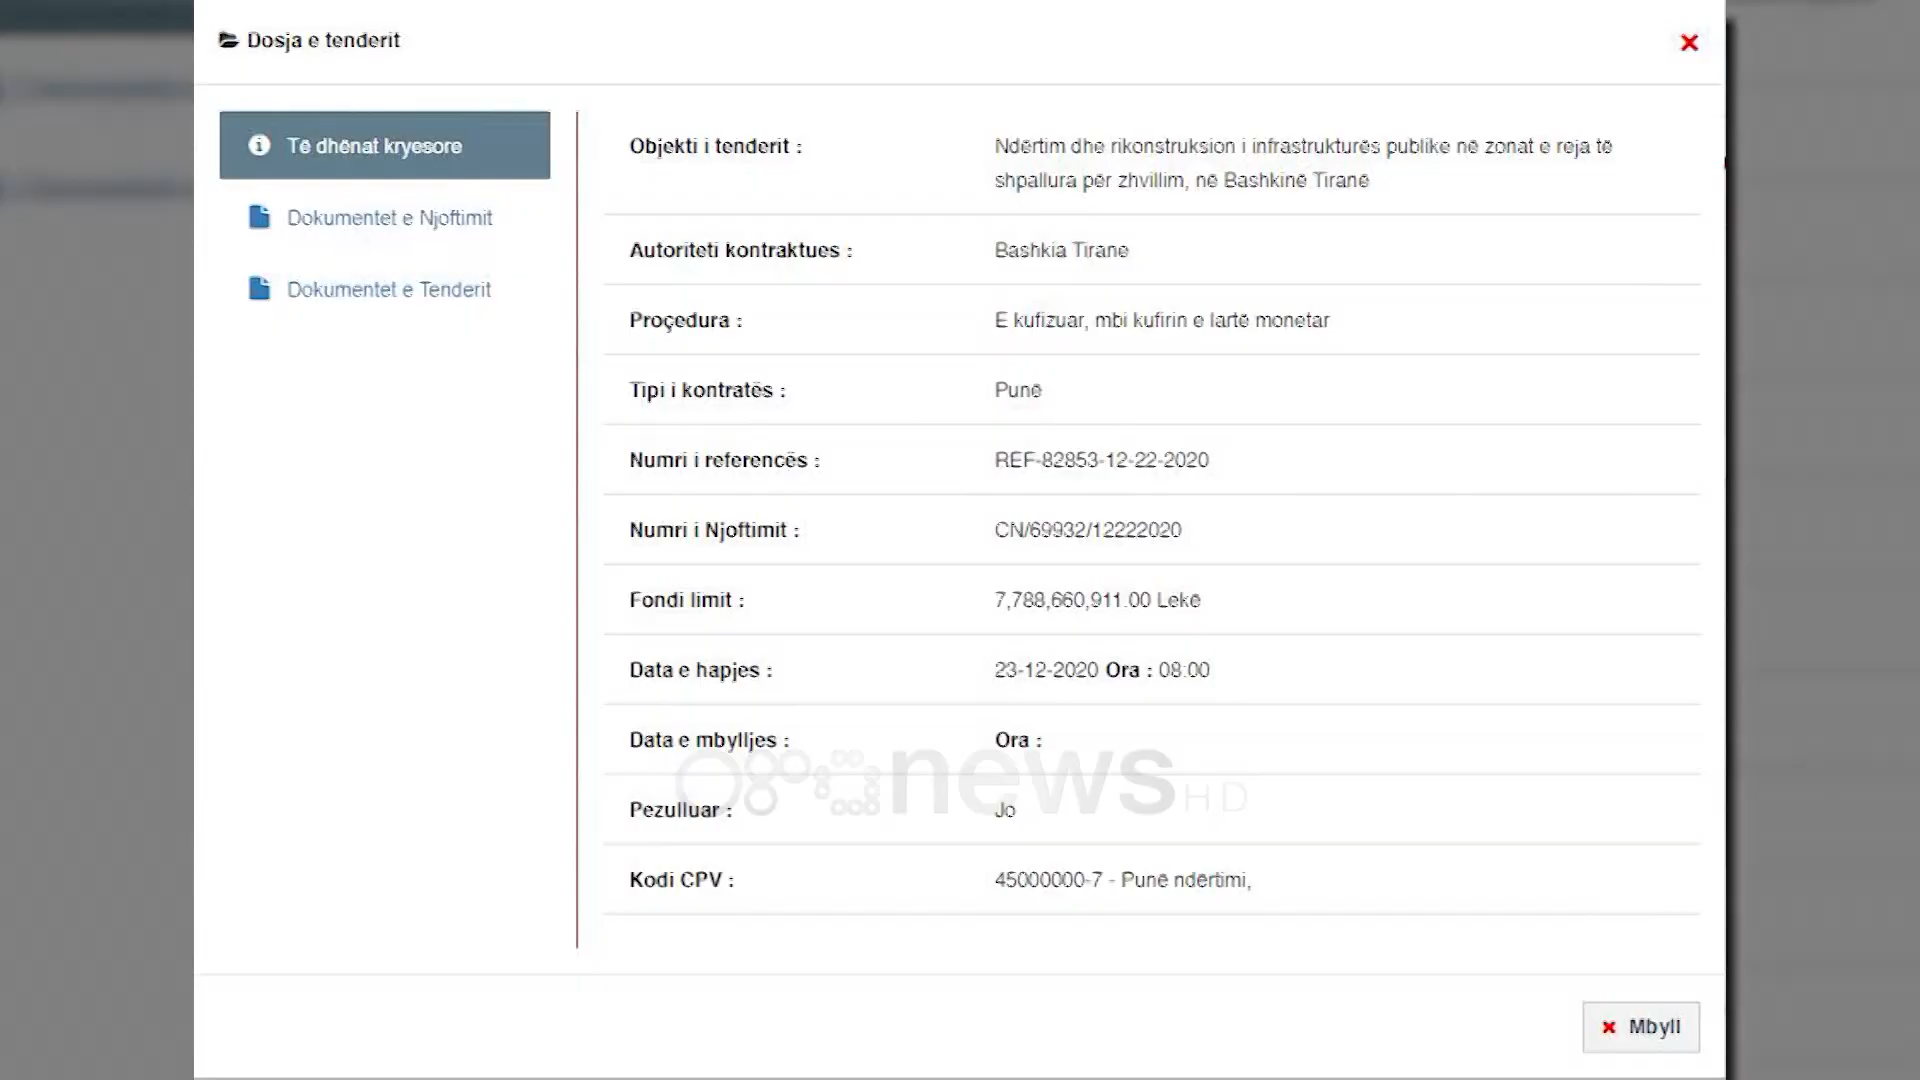 Dosja e tenderit
Të dhënat kryesore
Dokumentet e Njoftimit
Dokumentet e Tenderit
Objekti i tenderit : Ndërtim dhe rikonstruksion i infrastrukturës publike në zonat e reja të
shpallura për zhvillim, në Bashkinë Tiranë
Autoriteti kontraktues : Bashkia Tirane
Proçedura : E kufizuar, mbi kufirin e lartë monetar
Tipi i kontratës : Punë
Numri i referencës : REF-82853-12-22-2020
Numri i Njoftimit : CN/69932/12222020
Fondi limit : 7,788,660,911.00 Lekë
Data e hapjes : 23-12-2020 Ora : 08:00
Data e mbylljes : Ora :
news HD
Pezulluar : Jo
Kodi CPV : 45000000-7 - Punë ndërtimi,
Mbyll